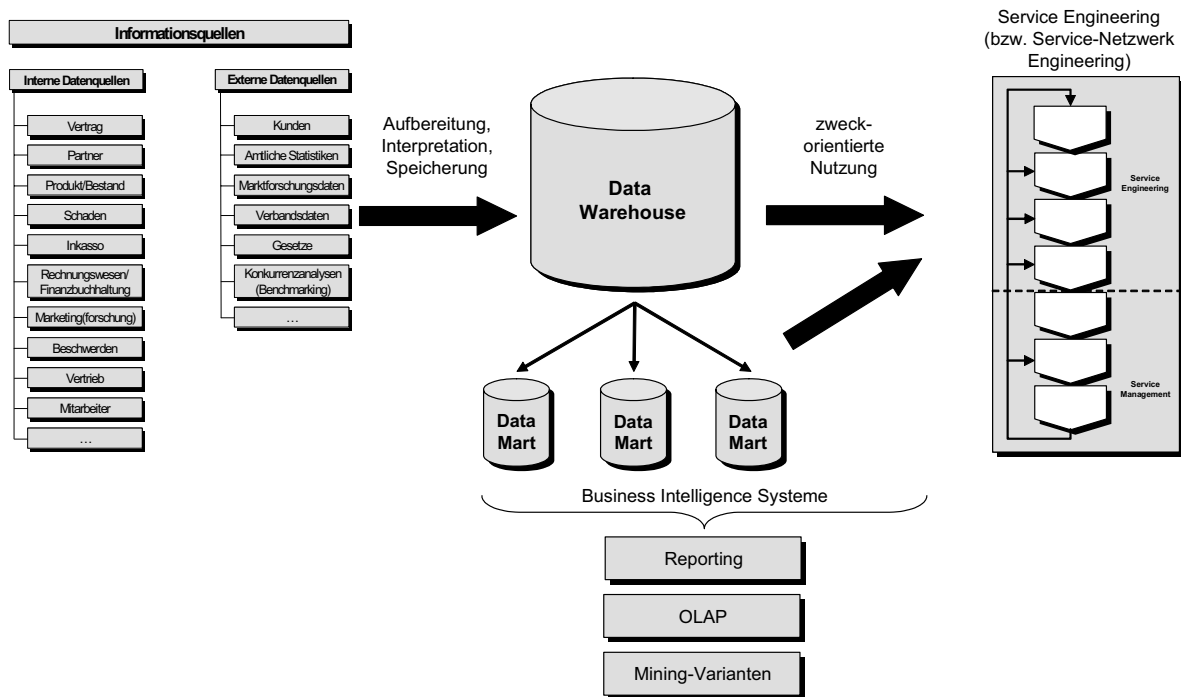 Informationsquellen
Interne Datenquellen
Vertrag
Partner
Produkt/Bestand
Schaden
Inkasso
Rechnungswesen/
Finanzbuchhaltung
Marketing(forschung)
Beschwerden
Vertrieb
Mitarbeiter
…
Externe Datenquellen
Kunden
Amtliche Statistiken
Marktforschungsdaten
Verbandsdaten
Gesetze
Konkurrenzanalysen
(Benchmarking)
…
Aufbereitung,
Interpretation,
Speicherung
Data
Warehouse
zweck-
orientierte
Nutzung
Data
Mart
Data
Mart
Data
Mart
Business Intelligence Systeme
Reporting
OLAP
Mining-Varianten
Service Engineering
(bzw. Service-Netzwerk
Engineering)
Service
Engineering
Service
Management